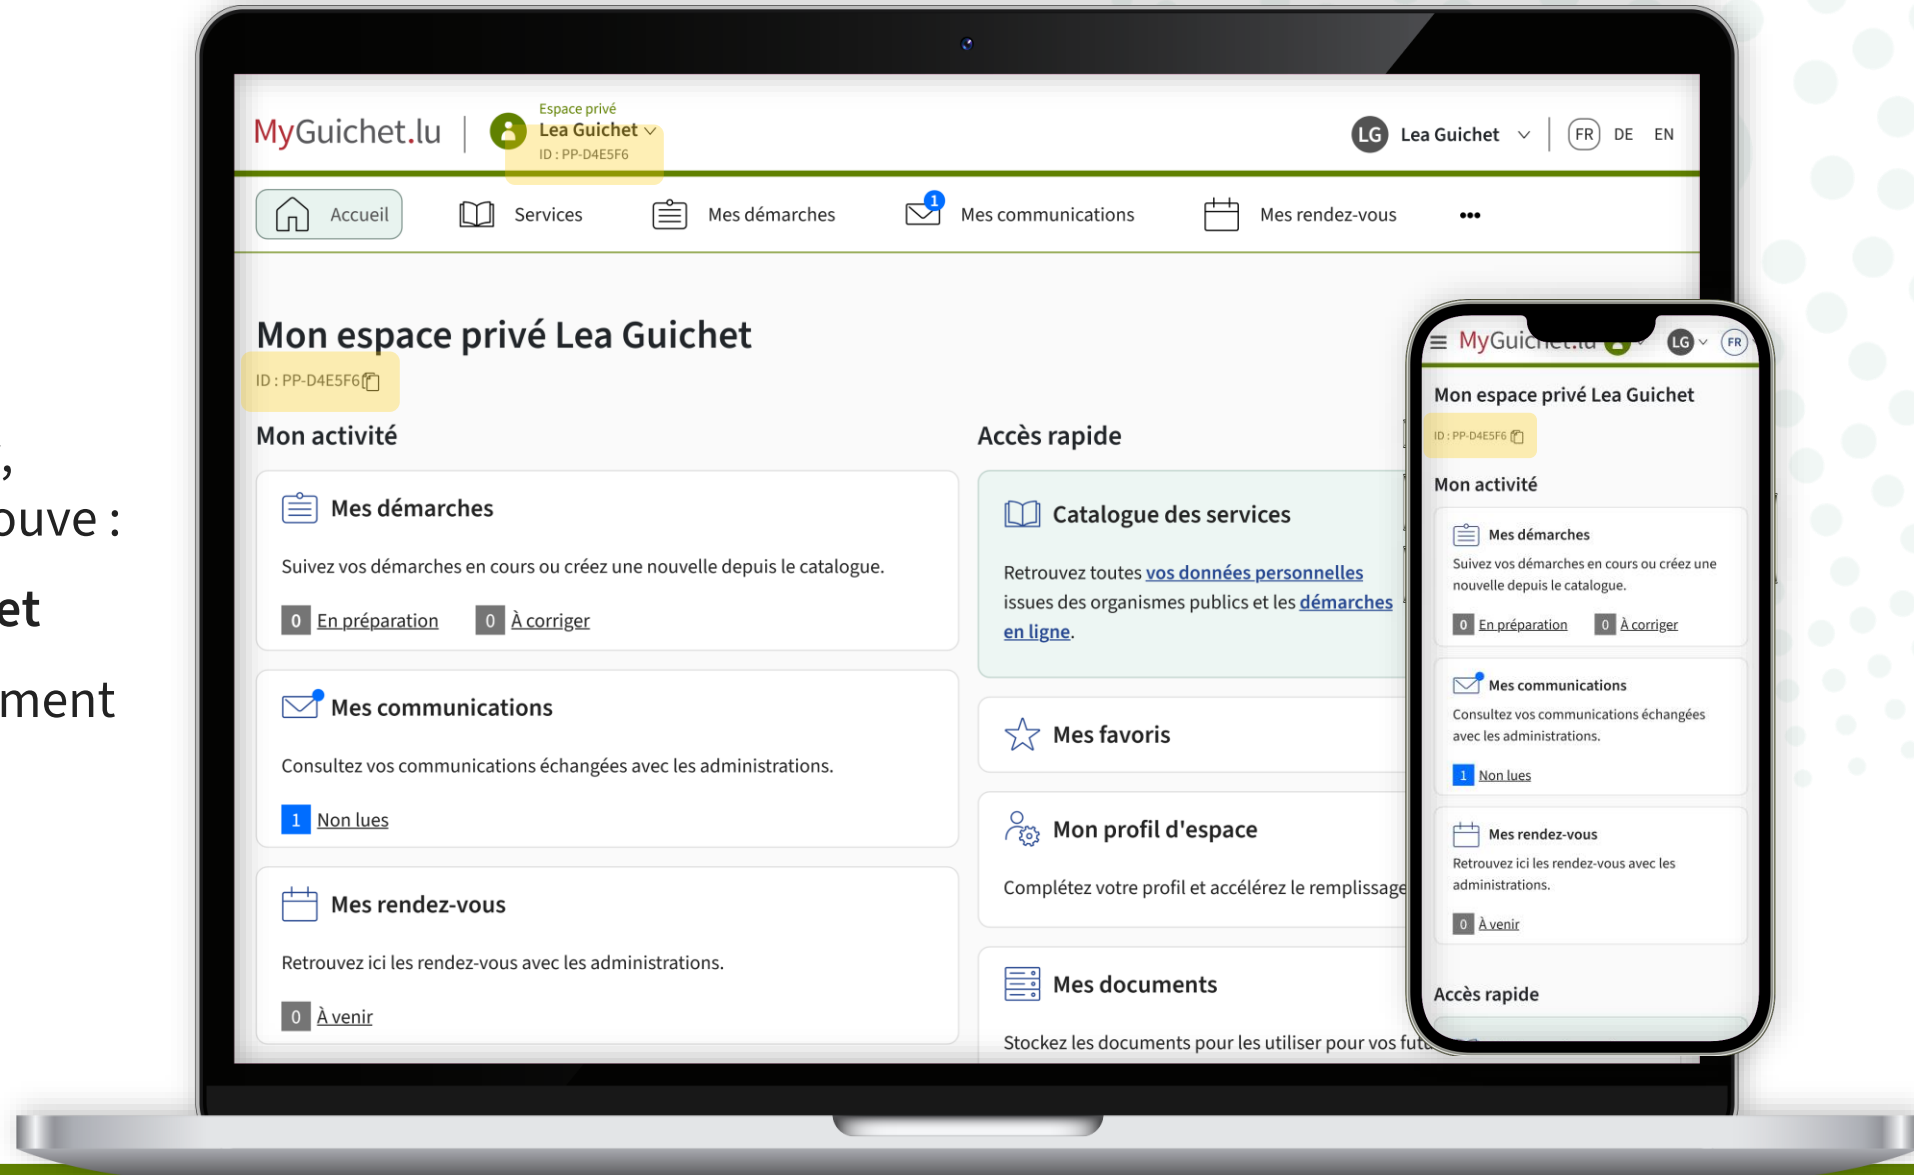 ouve :
et
ment
MyGuichet.lu
Espace privé
Lea Guichet
ID : PP-D4E5F6
LG Lea Guichet
FR DE EN
Accueil
Services
Mes démarches
1
Mes communications
Mes rendez-vous
•••
Mon espace privé Lea Guichet
ID : PP-D4E5F6
Mon activité
Mes démarches
Suivez vos démarches en cours ou créez une nouvelle depuis le catalogue.
0 En préparation 0 À corriger
Mes communications
Consultez vos communications échangées avec les administrations.
1 Non lues
Mes rendez-vous
Retrouvez ici les rendez-vous avec les administrations.
0 À venir
Accès rapide
Catalogue des services
Retrouvez toutes vos données personnelles
issues des organismes publics et les démarches
en ligne.
Mes favoris
Mon profil d'espace
Complétez votre profil et accélérez le remplissage
Mes documents
Stockez les documents pour les utiliser pour vos
MyGuichet.lu
LG FR
Mon espace privé Lea Guichet
ID : PP-D4E5F6
Mon activité
Mes démarches
Suivez vos démarches en cours ou créez une
nouvelle depuis le catalogue.
0 En préparation 0 À corriger
Mes communications
Consultez vos communications échangées
avec les administrations.
1 Non lues
Mes rendez-vous
Retrouvez ici les rendez-vous avec les
administrations.
0 À venir
Accès rapide